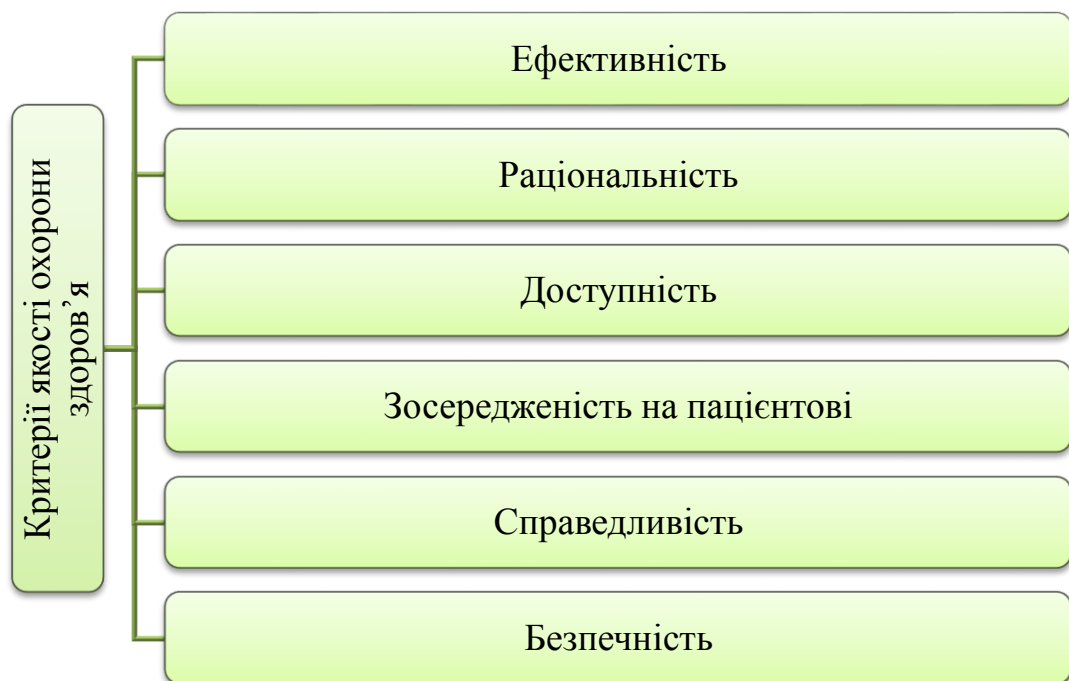 Критерії якості охорони
здоров’я
Ефективність
Раціональність
Доступність
Зосередженість на пацієнтові
Справедливість
Безпечність